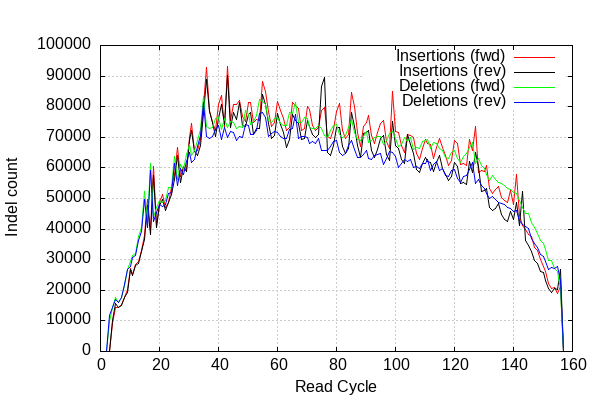 100000
90000
80000
70000
60000
50000
40000
30000
20000
10000
0
Indel count
Insertions (fwd)
Insertions (rev)
Deletions (fwd)
Deletions (rev)
0 20 40 60 80 100 120 140 160
Read Cycle